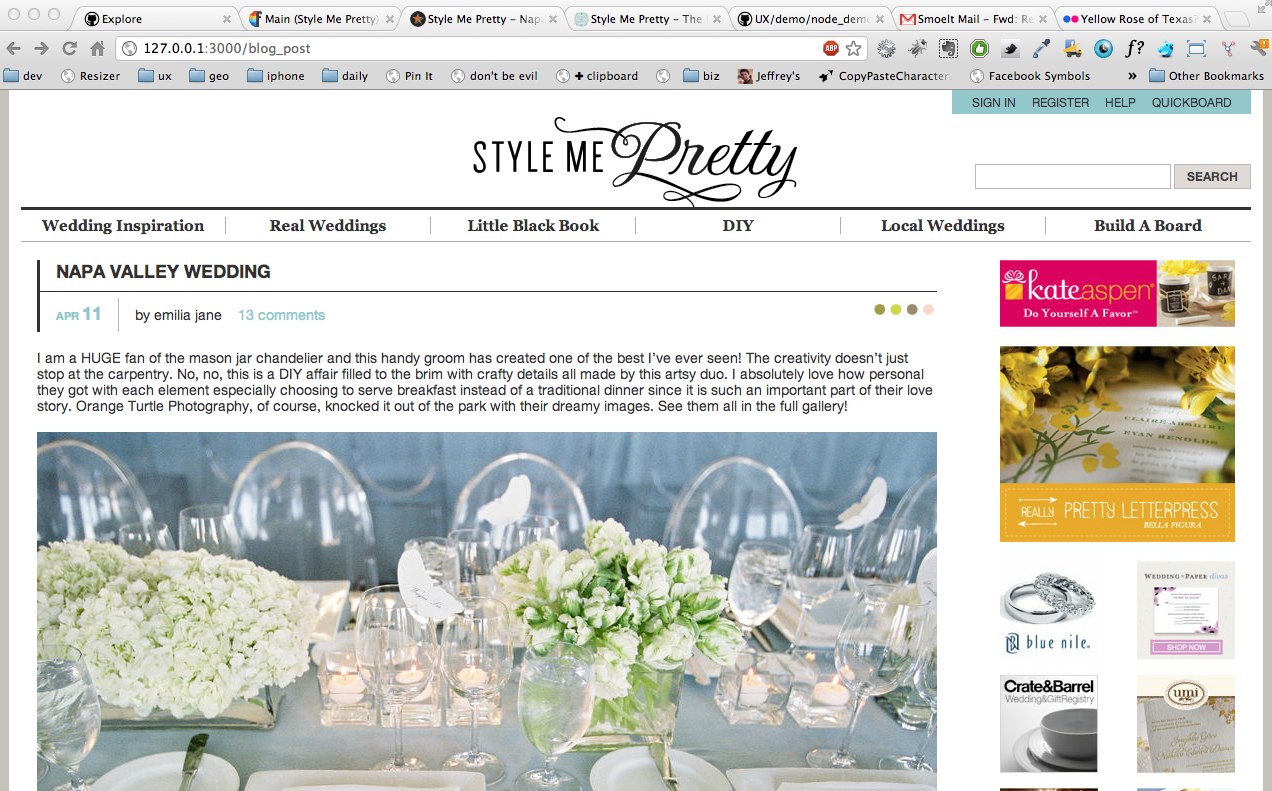 Explore
Main (Style Me Pretty)
Style Me Pretty – Napa
Style Me Pretty – The
UX/demo/node_demo
Smoelt Mail – Fwd: Re
Yellow Rose of Texas?
127.0.0.1:3000/blog_post
ABP
f?
dev
Resizer
ux
geo
iphone
daily
Pin It
don't be evil
+ clipboard
biz
Jeffrey's
CopyPasteCharacter
Facebook Symbols
»
Other Bookmarks
SIGN IN REGISTER HELP QUICKBOARD
STYLE ME Pretty
SEARCH
Wedding Inspiration
Real Weddings
Little Black Book
DIY
Local Weddings
Build A Board
NAPA VALLEY WEDDING
APR 11
by emilia jane
13 comments
I am a HUGE fan of the mason jar chandelier and this handy groom has created one of the best I've ever seen! The creativity doesn't just
stop at the carpentry. No, no, this is a DIY affair filled to the brim with crafty details all made by this artsy duo. I absolutely love how personal
they got with each element especially choosing to serve breakfast instead of a traditional dinner since it is such an important part of their love
story. Orange Turtle Photography, of course, knocked it out of the park with their dreamy images. See them all in the full gallery!
kateaspen
Do Yourself A Favor™
CLAIRE ABSHIRE
EVAN RENOLDS
REALLY PRETTY LETTERPRESS
BELLA FIGURA
blue nile.
WEDDING PAPER divas
SHOP NOW
Crate&Barrel
Wedding&GiftRegistry
umi